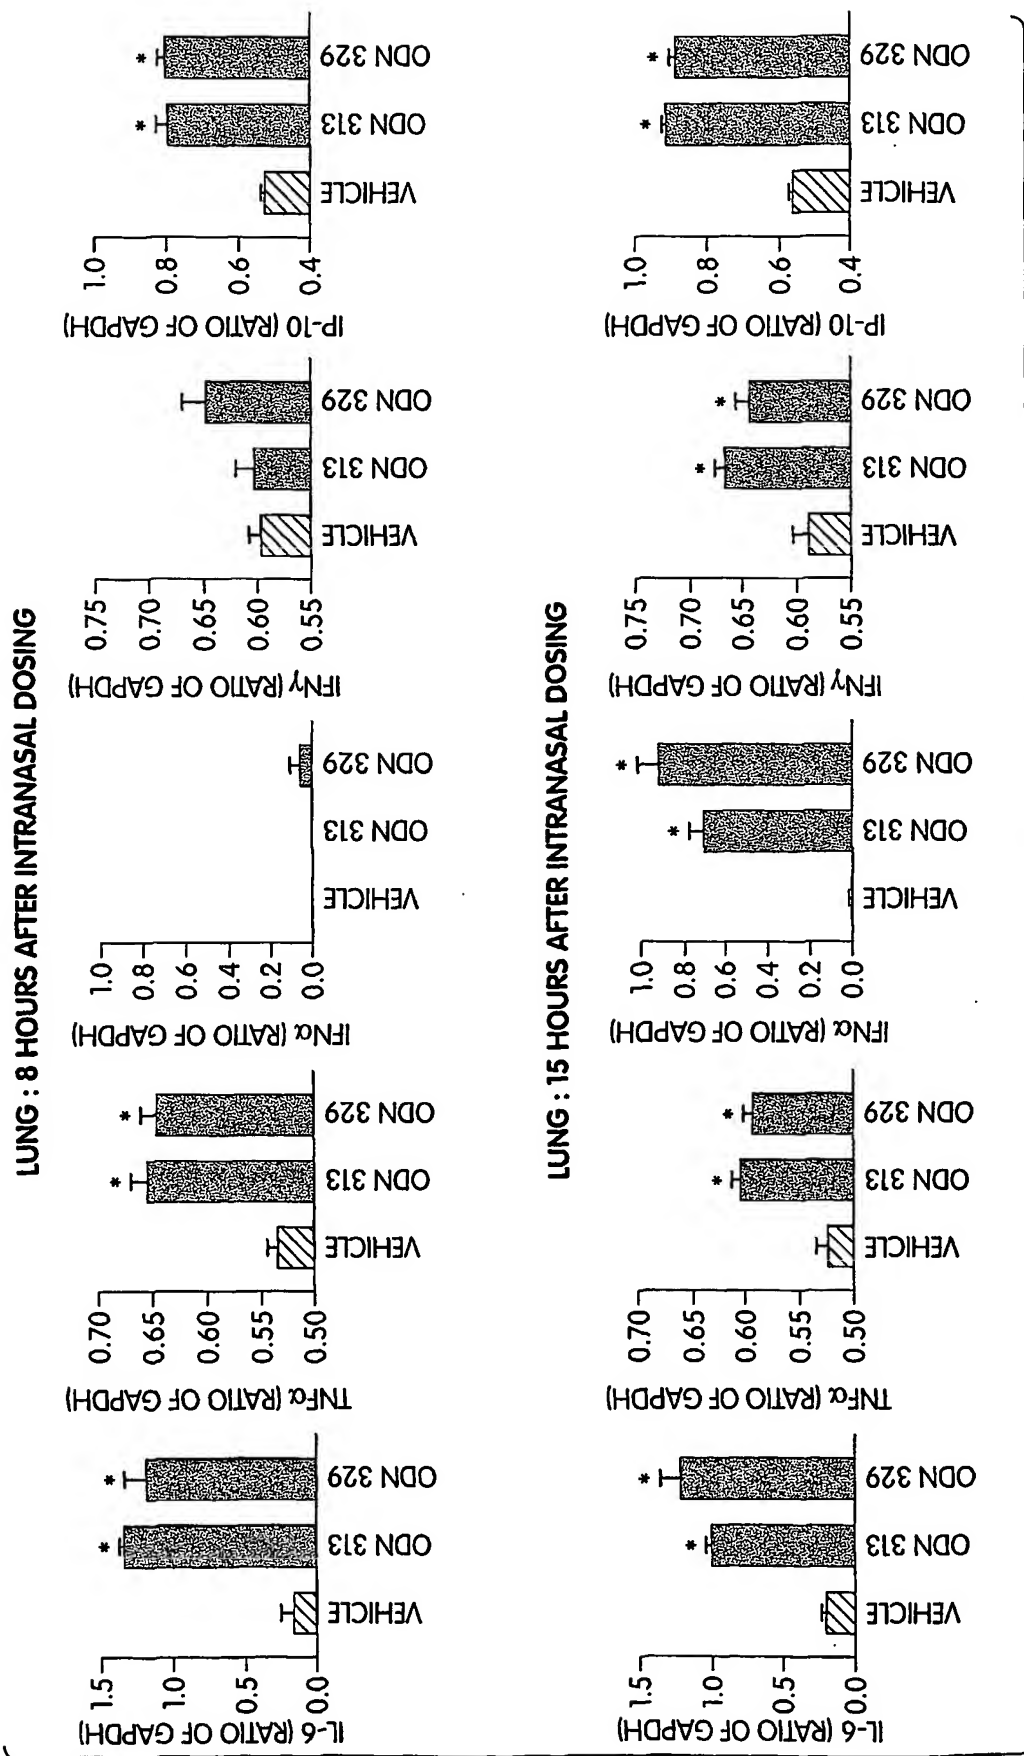 LUNG : 8 HOURS AFTER INTRANASAL DOSING
IL-6 (RATIO OF GAPDH)
1.5
1.0
0.5
0.0
VEHICLE
ODN 313
*
ODN 329
*
TNFα (RATIO OF GAPDH)
0.70
0.65
0.60
0.55
0.50
VEHICLE
ODN 313
*
ODN 329
*
IFNα (RATIO OF GAPDH)
1.0
0.8
0.6
0.4
0.2
0.0
VEHICLE
ODN 313
ODN 329
IFNγ (RATIO OF GAPDH)
0.75
0.70
0.65
0.60
0.55
VEHICLE
ODN 313
ODN 329
IP-10 (RATIO OF GAPDH)
1.0
0.8
0.6
0.4
VEHICLE
ODN 313
*
ODN 329
*
LUNG : 15 HOURS AFTER INTRANASAL DOSING
IL-6 (RATIO OF GAPDH)
1.5
1.0
0.5
0.0
VEHICLE
ODN 313
*
ODN 329
*
TNFα (RATIO OF GAPDH)
0.70
0.65
0.60
0.55
0.50
VEHICLE
ODN 313
*
ODN 329
*
IFNα (RATIO OF GAPDH)
1.0
0.8
0.6
0.4
0.2
0.0
VEHICLE
ODN 313
*
ODN 329
*
IFNγ (RATIO OF GAPDH)
0.75
0.70
0.65
0.60
0.55
VEHICLE
ODN 313
*
ODN 329
*
IP-10 (RATIO OF GAPDH)
1.0
0.8
0.6
0.4
VEHICLE
ODN 313
*
ODN 329
*